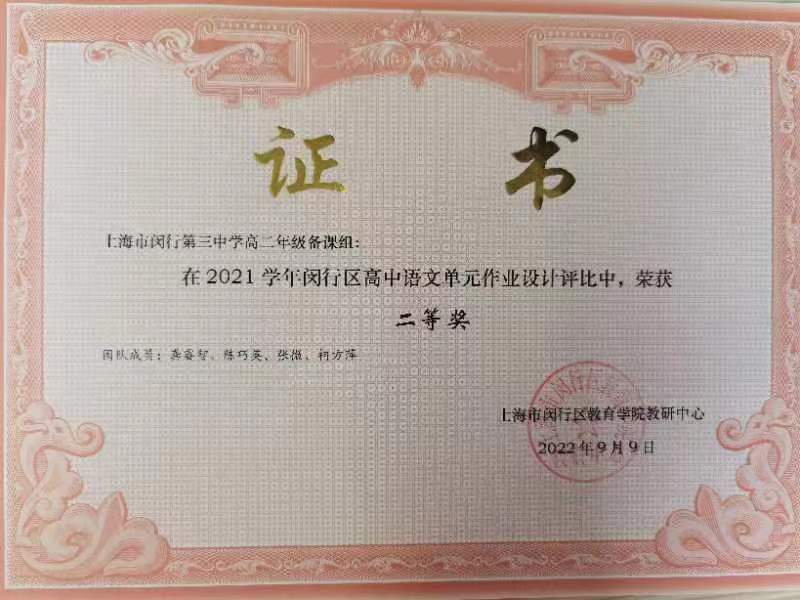 证 书
上海市闵行第三中学高二年级备课组:
在2021学年闵行区高中语文单元作业设计评比中，荣获
二等奖
团队成员：龚睿智、陈巧英、张微、柯方萍
上海市闵行区教育学院教研中心
2022年9月9日